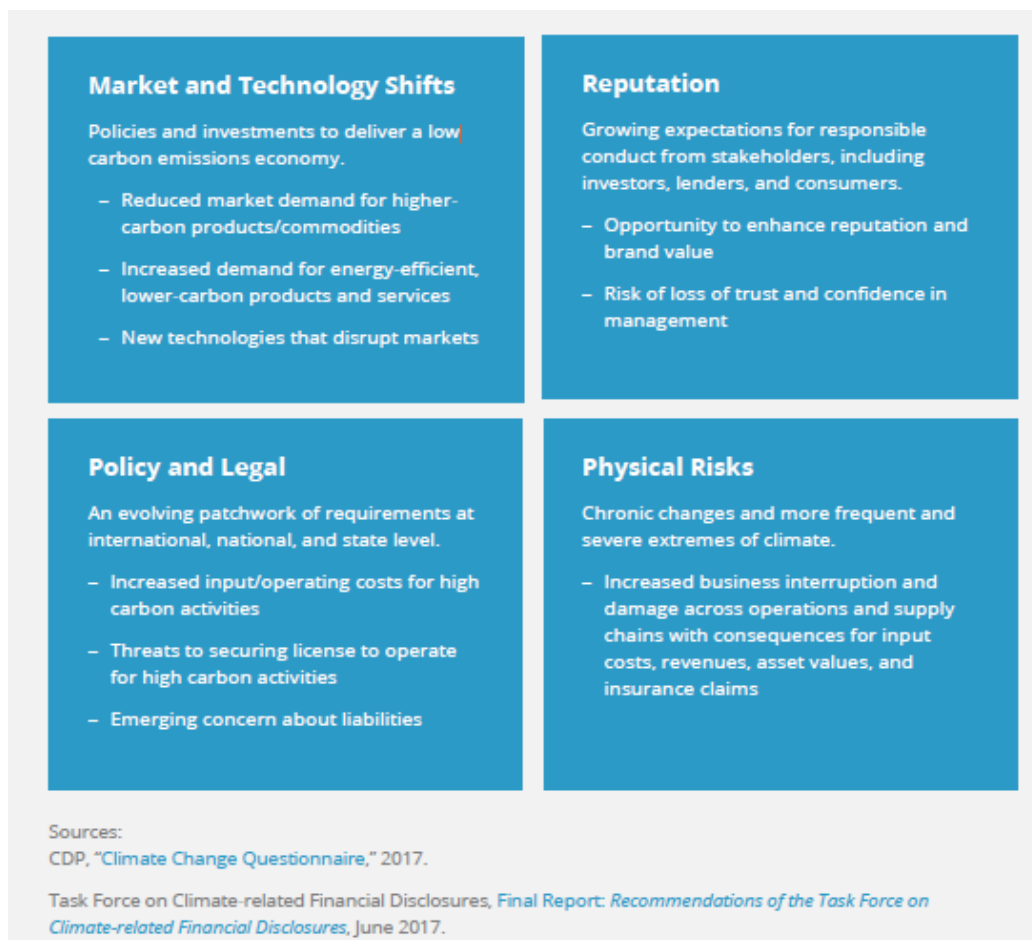 Market and Technology Shifts
Policies and investments to deliver a low
carbon emissions economy.
– Reduced market demand for higher-
carbon products/commodities
– Increased demand for energy-efficient,
lower-carbon products and services
– New technologies that disrupt markets
Reputation
Growing expectations for responsible
conduct from stakeholders, including
investors, lenders, and consumers.
– Opportunity to enhance reputation and
brand value
– Risk of loss of trust and confidence in
management
Policy and Legal
An evolving patchwork of requirements at
international, national, and state level.
– Increased input/operating costs for high
carbon activities
– Threats to securing license to operate
for high carbon activities
– Emerging concern about liabilities
Physical Risks
Chronic changes and more frequent and
severe extremes of climate.
– Increased business interruption and
damage across operations and supply
chains with consequences for input
costs, revenues, asset values, and
insurance claims
Sources:
CDP, “Climate Change Questionnaire,” 2017.
Task Force on Climate-related Financial Disclosures, Final Report: Recommendations of the Task Force on
Climate-related Financial Disclosures, June 2017.